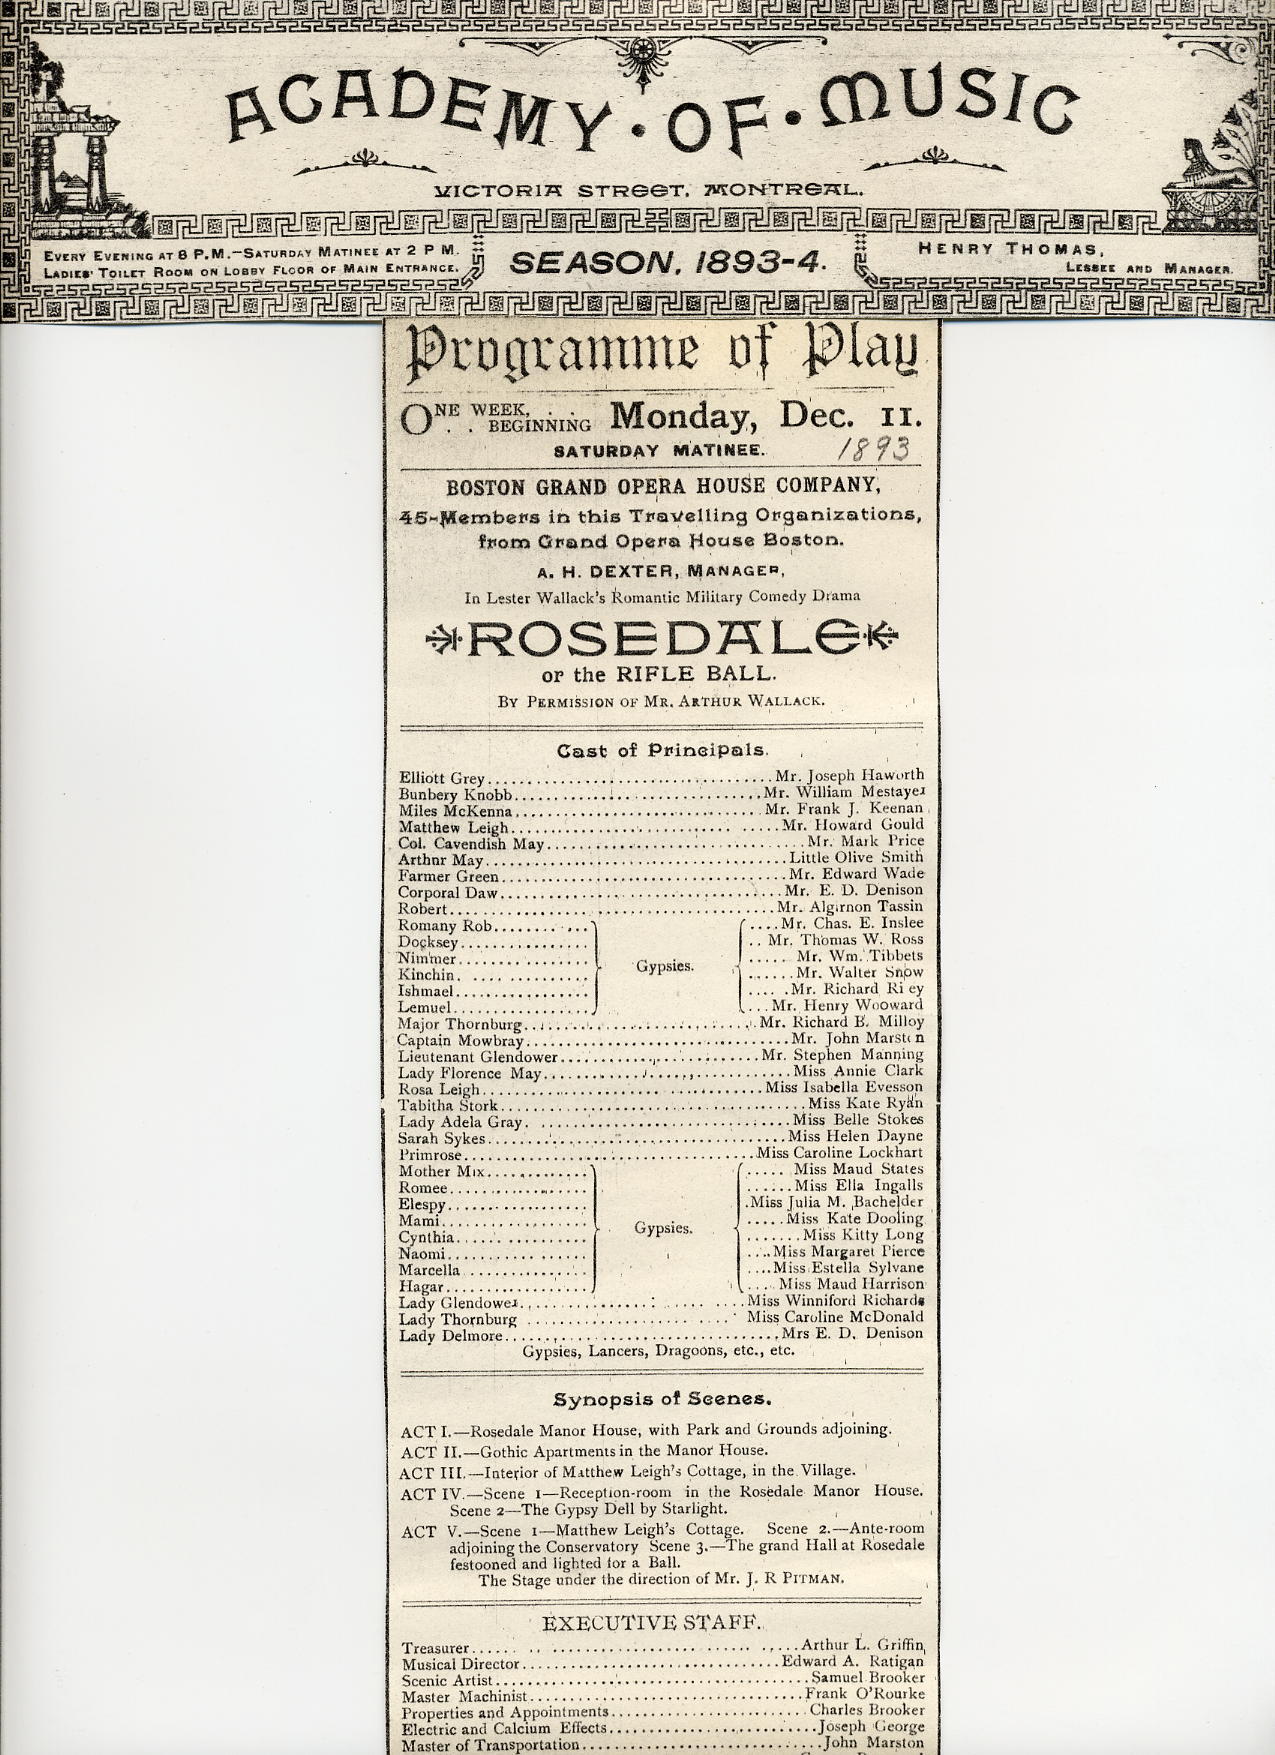 ACADEMY · OF · MUSIC
VICTORIA STREET. MONTREAL.
EVERY EVENING AT 8 P.M.–SATURDAY MATINEE AT 2 P M.
LADIES' TOILET ROOM ON LOBBY FLOOR OF MAIN ENTRANCE.
SEASON, 1893-4.
HENRY THOMAS,
LESSEE AND MANAGER.
Programme of Play
ONE WEEK, . .
. . BEGINNING Monday, Dec. 11.
SATURDAY MATINEE. 1893
BOSTON GRAND OPERA HOUSE COMPANY,
45-Members in this Travelling Organizations,
from Grand Opera House Boston.
A. H. DEXTER, MANAGER,
In Lester Wallack's Romantic Military Comedy Drama
ROSEDALE
or the RIFLE BALL.
BY PERMISSION OF MR. ARTHUR WALLACK.
Cast of Principals.
Elliott Grey....Mr. Joseph Haworth
Bunbery Knobb....Mr. William Mestayer
Miles McKenna....Mr. Frank J. Keenan
Matthew Leigh....Mr. Howard Gould
Col. Cavendish May....Mr. Mark Price
Arthur May....Little Olive Smith
Farmer Green....Mr. Edward Wade
Corporal Daw....Mr. E. D. Denison
Robert....Mr. Algirnon Tassin
Romany Rob....Mr. Chas. E. Inslee
Docksey....Mr. Thomas W. Ross
Nimmer....Mr. Wm. Tibbets
Gypsies.
Kinchin....Mr. Walter Snow
Ishmael....Mr. Richard Ri ey
Lemuel....Mr. Henry Wooward
Major Thornburg....Mr. Richard B. Milloy
Captain Mowbray....Mr. John Marston
Lieutenant Glendower....Mr. Stephen Manning
Lady Florence May....Miss Annie Clark
Rosa Leigh....Miss Isabella Evesson
Tabitha Stork....Miss Kate Ryan
Lady Adela Gray....Miss Belle Stokes
Sarah Sykes....Miss Helen Dayne
Primrose....Miss Caroline Lockhart
Mother Mix....Miss Maud States
Romee....Miss Ella Ingalls
Elespy....Miss Julia M. Bachelder
Mami....Miss Kate Dooling
Gypsies.
Cynthia....Miss Kitty Long
Naomi....Miss Margaret Pierce
Marcella....Miss Estella Sylvane
Hagar....Miss Maud Harrison
Lady Glendower....Miss Winniford Richards
Lady Thornburg....Miss Caroline McDonald
Lady Delmore....Mrs E. D. Denison
Gypsies, Lancers, Dragoons, etc., etc.
Synopsis of Scenes.
ACT I.—Rosedale Manor House, with Park and Grounds adjoining.
ACT II.—Gothic Apartments in the Manor House.
ACT III.—Interior of Matthew Leigh's Cottage, in the Village.
ACT IV.—Scene 1—Reception-room in the Rosedale Manor House.
Scene 2—The Gypsy Dell by Starlight.
ACT V.—Scene 1—Matthew Leigh's Cottage. Scene 2.—Ante-room
adjoining the Conservatory Scene 3.—The grand Hall at Rosedale
festooned and lighted for a Ball.
The Stage under the direction of Mr. J. R PITMAN.
EXECUTIVE STAFF.
Treasurer....Arthur L. Griffin
Musical Director....Edward A. Ratigan
Scenic Artist....Samuel Brooker
Master Machinist....Frank O'Rourke
Properties and Appointments....Charles Brooker
Electric and Calcium Effects....Joseph George
Master of Transportation....John Marston